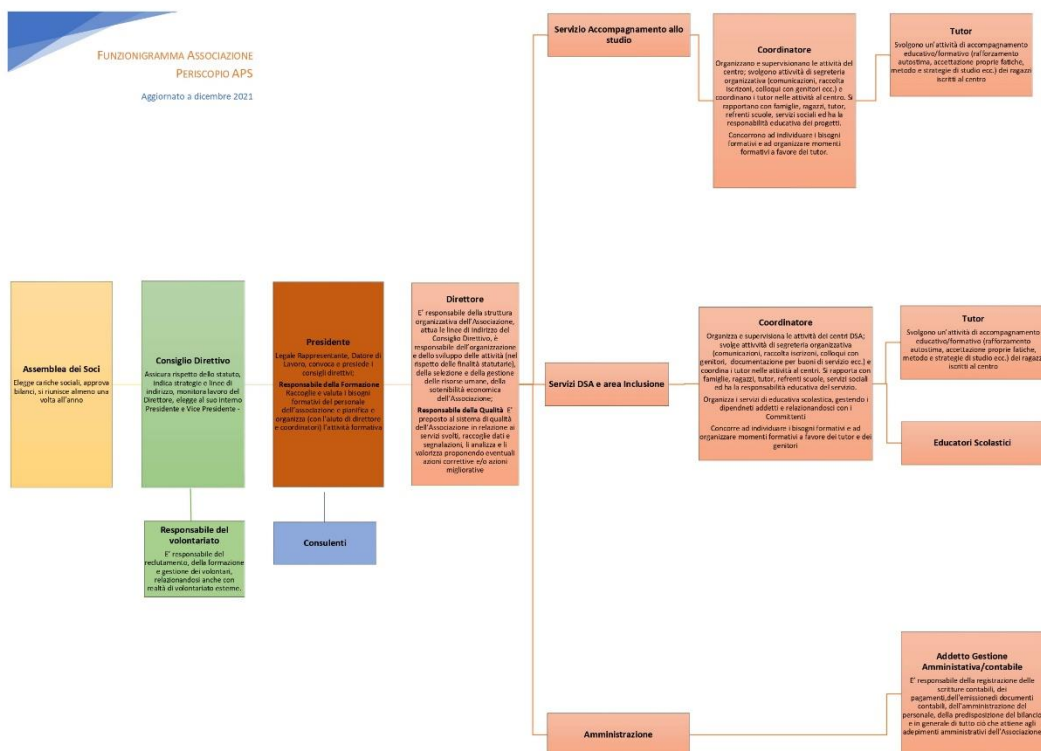 FUNZIONIGRAMMA ASSOCIAZIONE
PERISCOPIO APS
Aggiornato a dicembre 2021
Servizio Accompagnamento allo
studio
Coordinatore
Organizzano e supervisionano le attività del
centro; svolgono attvività di segreteria
organizzativa (comunicazioni, raccolta
iscrizoni, colloqui con genitori ecc.) e
coordinano i tutor nelle attività al centro. Si
rapportano con famiglie, ragazzi, tutor,
refrenti scuole, servizi sociali ed ha la
responabilità educativa dei progetti.
Concorrono ad individuare i bisogni
formativi e ad organizzare momenti
formativi a favore dei tutor.
Tutor
Svolgono un'attività di accompagnamento
educativo/formativo (rafforzamento
autostima, accettazione proprie fatiche,
metodo e strategie di studio ecc.) dei ragazzi
iscritti al centro
Assemblea dei Soci
Elegge cariche sociali, approva
bilanci, si riunisce almeno una
volta all'anno
Consiglio Direttivo
Assicura rispetto dello statuto,
indica strategie e linee di
indirizzo, monitora lavoro del
Direttore, elegge al suo interno
Presidente e Vice Presidente -
Presidente
Legale Rappresentante, Datore di
Lavoro, convoca e presiede i
consigli direttivi;
Responsabile della Formazione
Raccoglie e valuta i bisogni
formativi del personale
dell'associazione e pianifica e
organizza (con l'aiuto di direttore
e coordinatori) l'attività formativa
Direttore
E' responsabile della struttura
organizzativa dell'Associazione,
attua le linee di Indirizzo del
Consiglio Direttivo, è
responsabile dell'organizzazione
e dello sviluppo delle attività (nel
rispetto delle finalità statutarie),
della selezione e della gestione
delle risorse umane, della
sotenibilità economica
dell'Associazione;
Responsabile della Qualità E'
preposto al sistema di qualità
dell'Associazione in relazione ai
servizi svolti, raccoglie dati e
segnalazioni, li analizza e li
valorizza proponendo eventuali
azioni correttive e/o azioni
migliorative
Servizi DSA e area Inclusione
Coordinatore
Organizza e supervisiona le attività dei centri DSA;
svolge attvività di segreteria organizzativa
(comunicazioni, raccolta iscrizioni, colloqui con
genitori, documentazione per buoni di servizio ecc.) e
coordina i tutor nelle attività al centri. Si rapporta con
famiglie, ragazzi, tutor, refrenti scuole, servizi sociali
ed ha la responsabilità educativa del servizio.
Organizza i servizi di educativa scolastica, gestendo i
dipendneti addetti e relazionandosi con i
Committenti
Concorre ad individuare i bisogni formativi e ad
organizzare momenti formativi a favore dei tutor e dei
genitori
Tutor
Svolgono un'attività di accompagnamento
educativo/formativo (rafforzamento
autostima, accettazione proprie fatiche,
metodo e strategie di studio ecc.) dei ragazzi
iscritti al centro
Educatori Scolastici
Responsabile del
volontariato
E' responsabile del
reclutamento, della formazione
e gestione dei volontari,
relazionandosi anche con
realtà di volontariato esterne.
Consulenti
Amministrazione
Addetto Gestione
Amministativa/contabile
E' responsabile della registrazione delle
scritture contabili, dei
pagamenti,dell'emissionedi documenti
contabili, dell'amministrazione del
personale, della predisposizione del bilancio
e in generale di tutto ciò che attiene agli
adepimenti amministrativi dell'Associazione